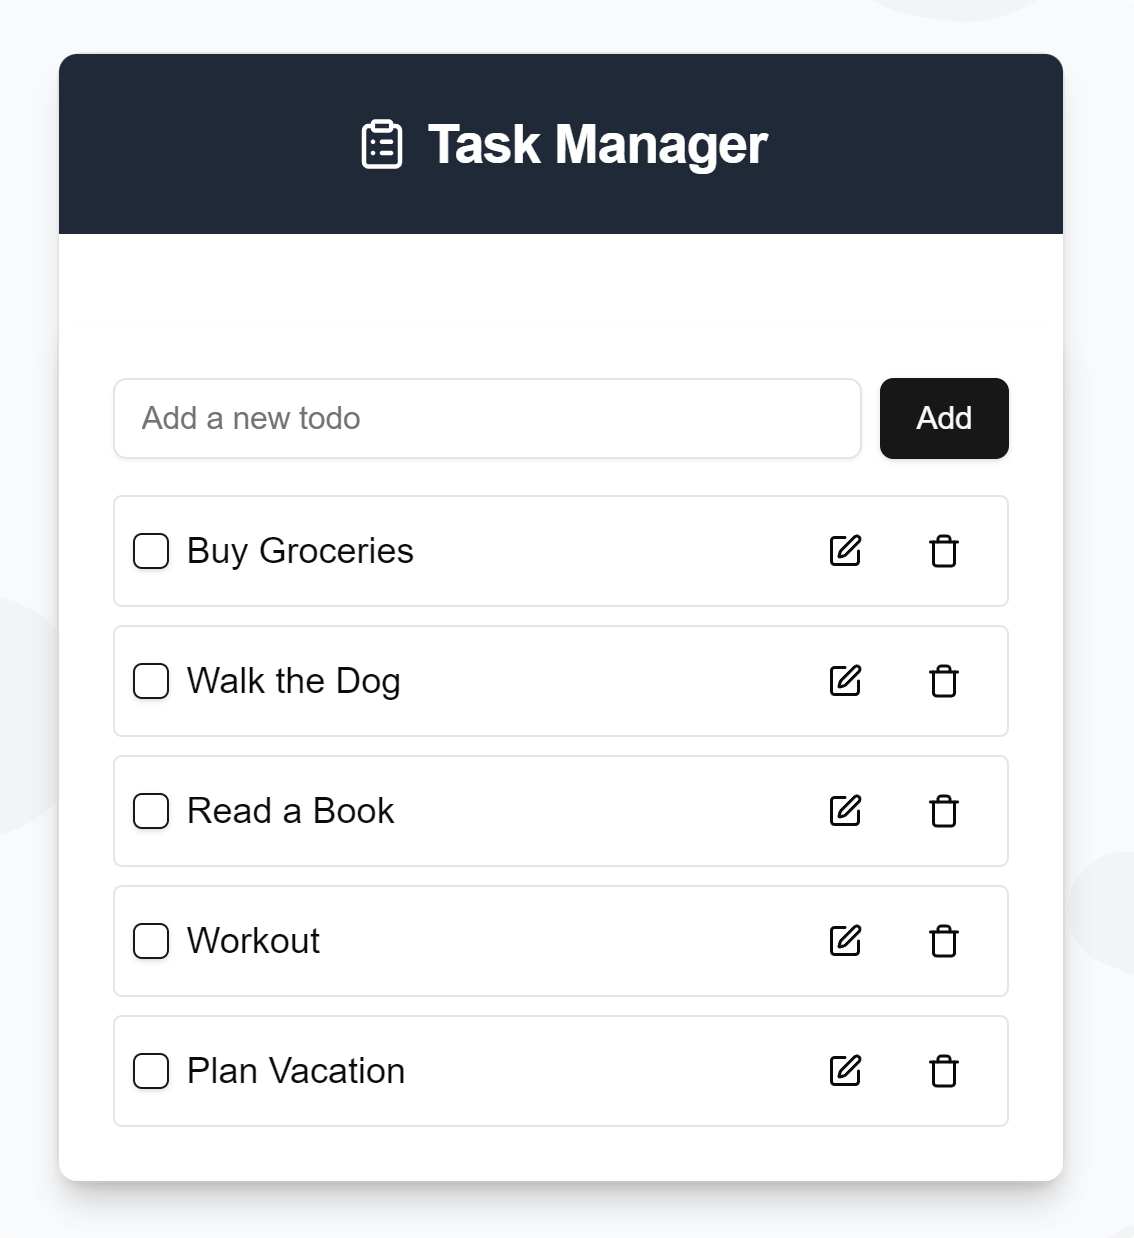 Task Manager
Add a new todo
Add
Buy Groceries
Walk the Dog
Read a Book
Workout
Plan Vacation